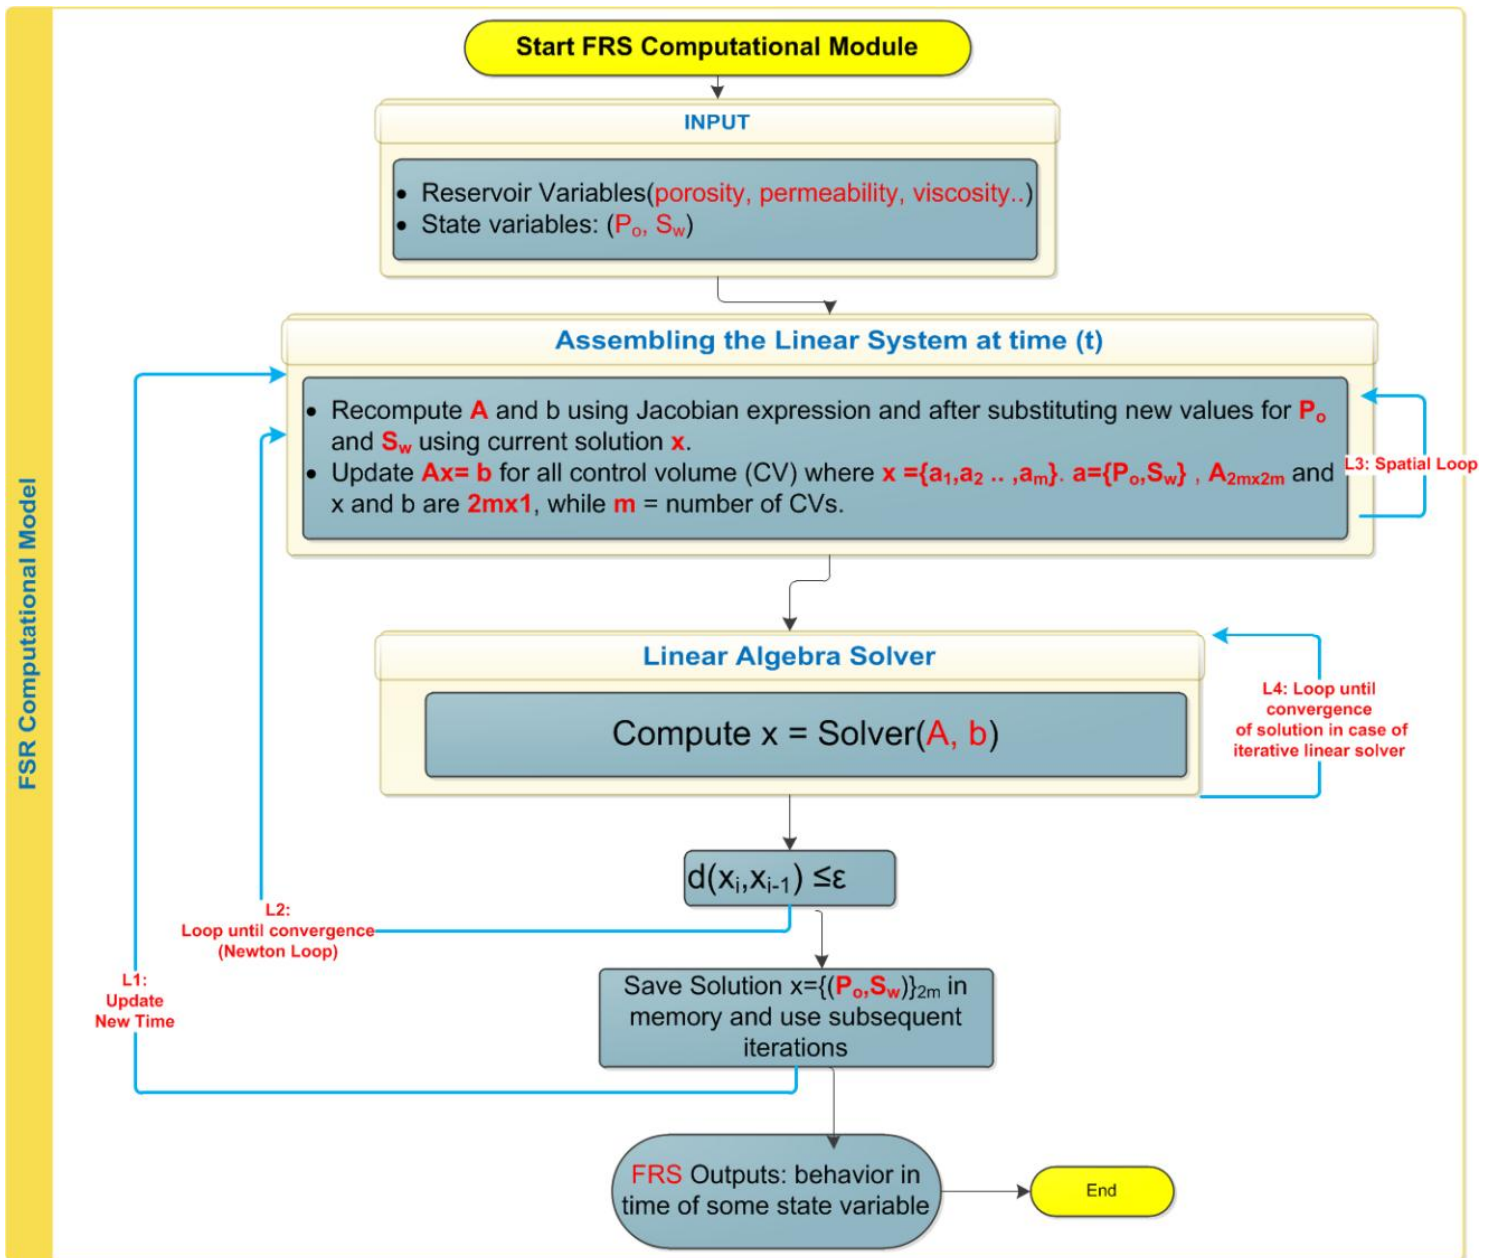 FSR Computational Model
Start FRS Computational Module
INPUT
• Reservoir Variables(porosity, permeability, viscosity..)
• State variables: (Po, Sw)
Assembling the Linear System at time (t)
• Recompute A and b using Jacobian expression and after substituting new values for Po
and Sw using current solution x.
• Update Ax= b for all control volume (CV) where x ={a1,a2 .. ,am}. a={Po,Sw} , A2mx2m and
x and b are 2mx1, while m = number of CVs.
L3: Spatial Loop
Linear Algebra Solver
Compute x = Solver(A, b)
L4: Loop until
convergence
of solution in case of
iterative linear solver
d(xi,xi-1) ≤ε
L2:
Loop until convergence
(Newton Loop)
L1:
Update
New Time
Save Solution x={(Po,Sw)}2m in
memory and use subsequent
iterations
FRS Outputs: behavior in
time of some state variable
End